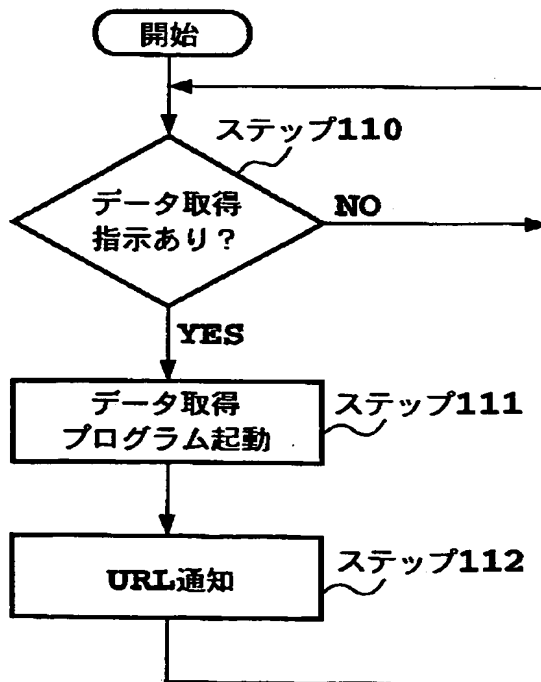 開始
ステップ110
データ取得
指示あり？
NO
YES
データ取得
プログラム起動
ステップ111
URL通知
ステップ112